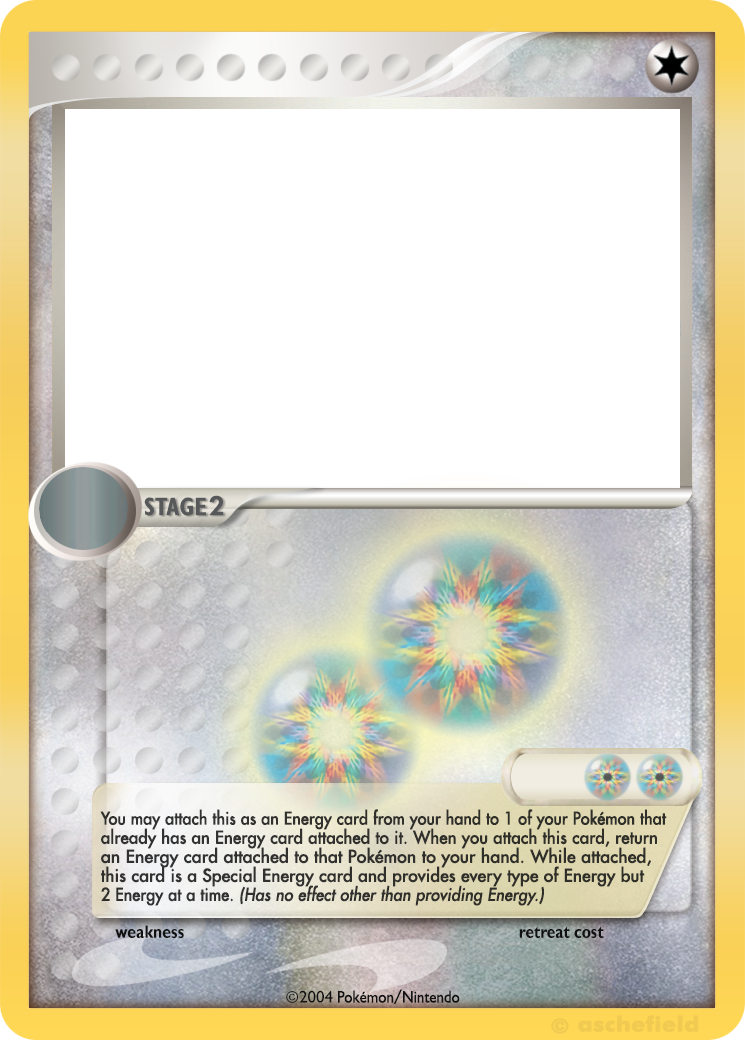 STAGE2
You may attach this as an Energy card from your hand to 1 of your Pokémon that
already has an Energy card attached to it. When you attach this card, return
an Energy card attached to that Pokémon to your hand. While attached,
this card is a Special Energy card and provides every type of Energy but
2 Energy at a time. (Has no effect other than providing Energy.)
weakness retreat cost
©2004 Pokémon/Nintendo
© aschefield